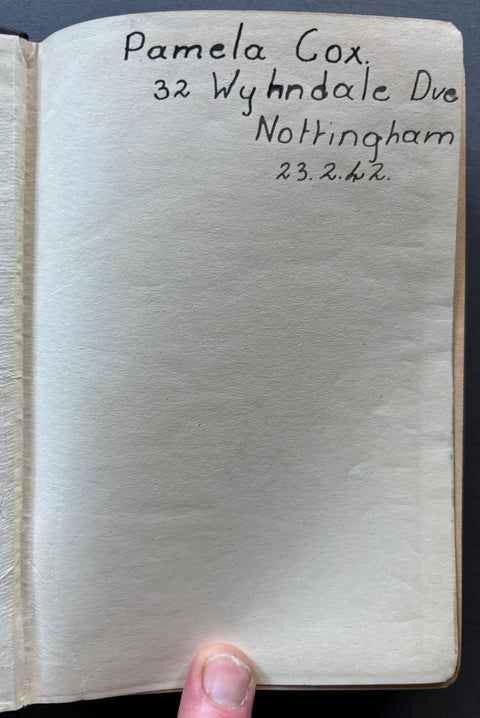 Pamela Cox.
32 Wyhndale Dve
Nottingham
23.2.42.